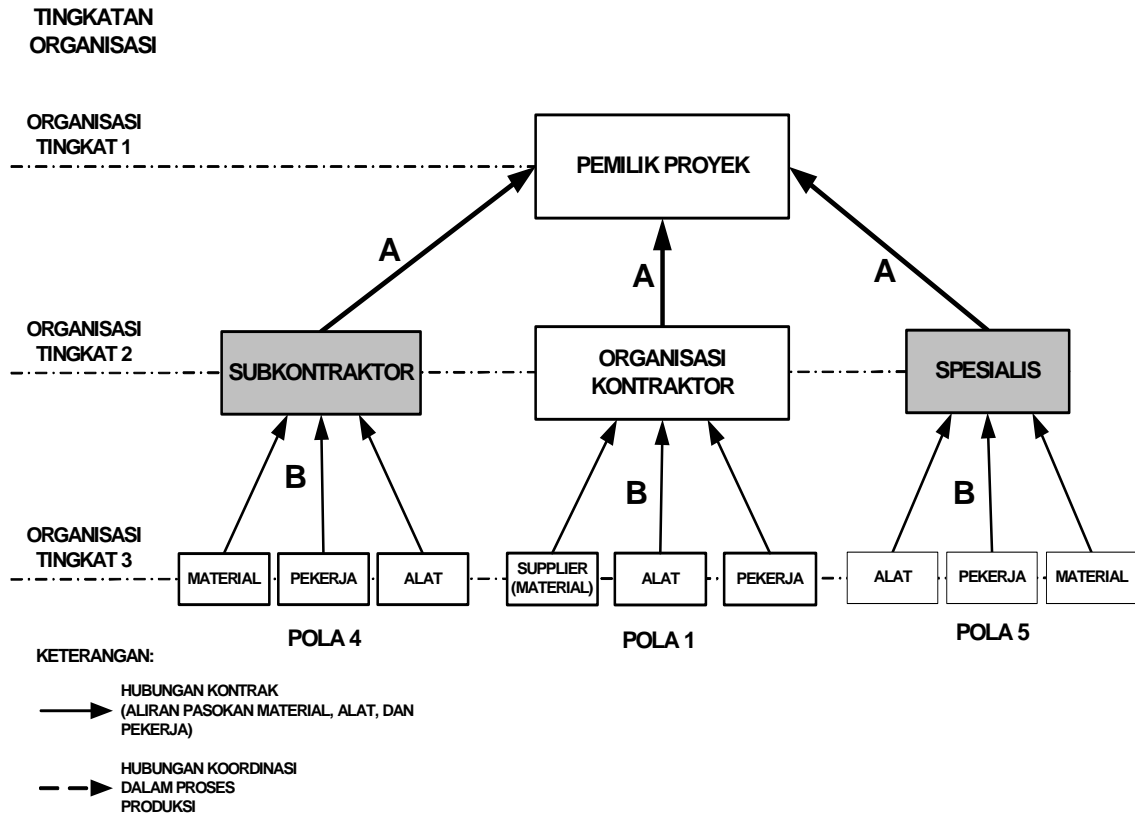 TINGKATAN
ORGANISASI
ORGANISASI
TINGKAT 1
PEMILIK PROYEK
A
A
A
ORGANISASI
TINGKAT 2
SUBKONTRAKTOR
ORGANISASI
KONTRAKTOR
SPESIALIS
B
B
B
ORGANISASI
TINGKAT 3
MATERIAL
PEKERJA
ALAT
SUPPLIER
(MATERIAL)
ALAT
PEKERJA
ALAT
PEKERJA
MATERIAL
POLA 4
POLA 1
POLA 5
KETERANGAN:
HUBUNGAN KONTRAK
(ALIRAN PASOKAN MATERIAL, ALAT, DAN
PEKERJA)
HUBUNGAN KOORDINASI
DALAM PROSES
PRODUKSI